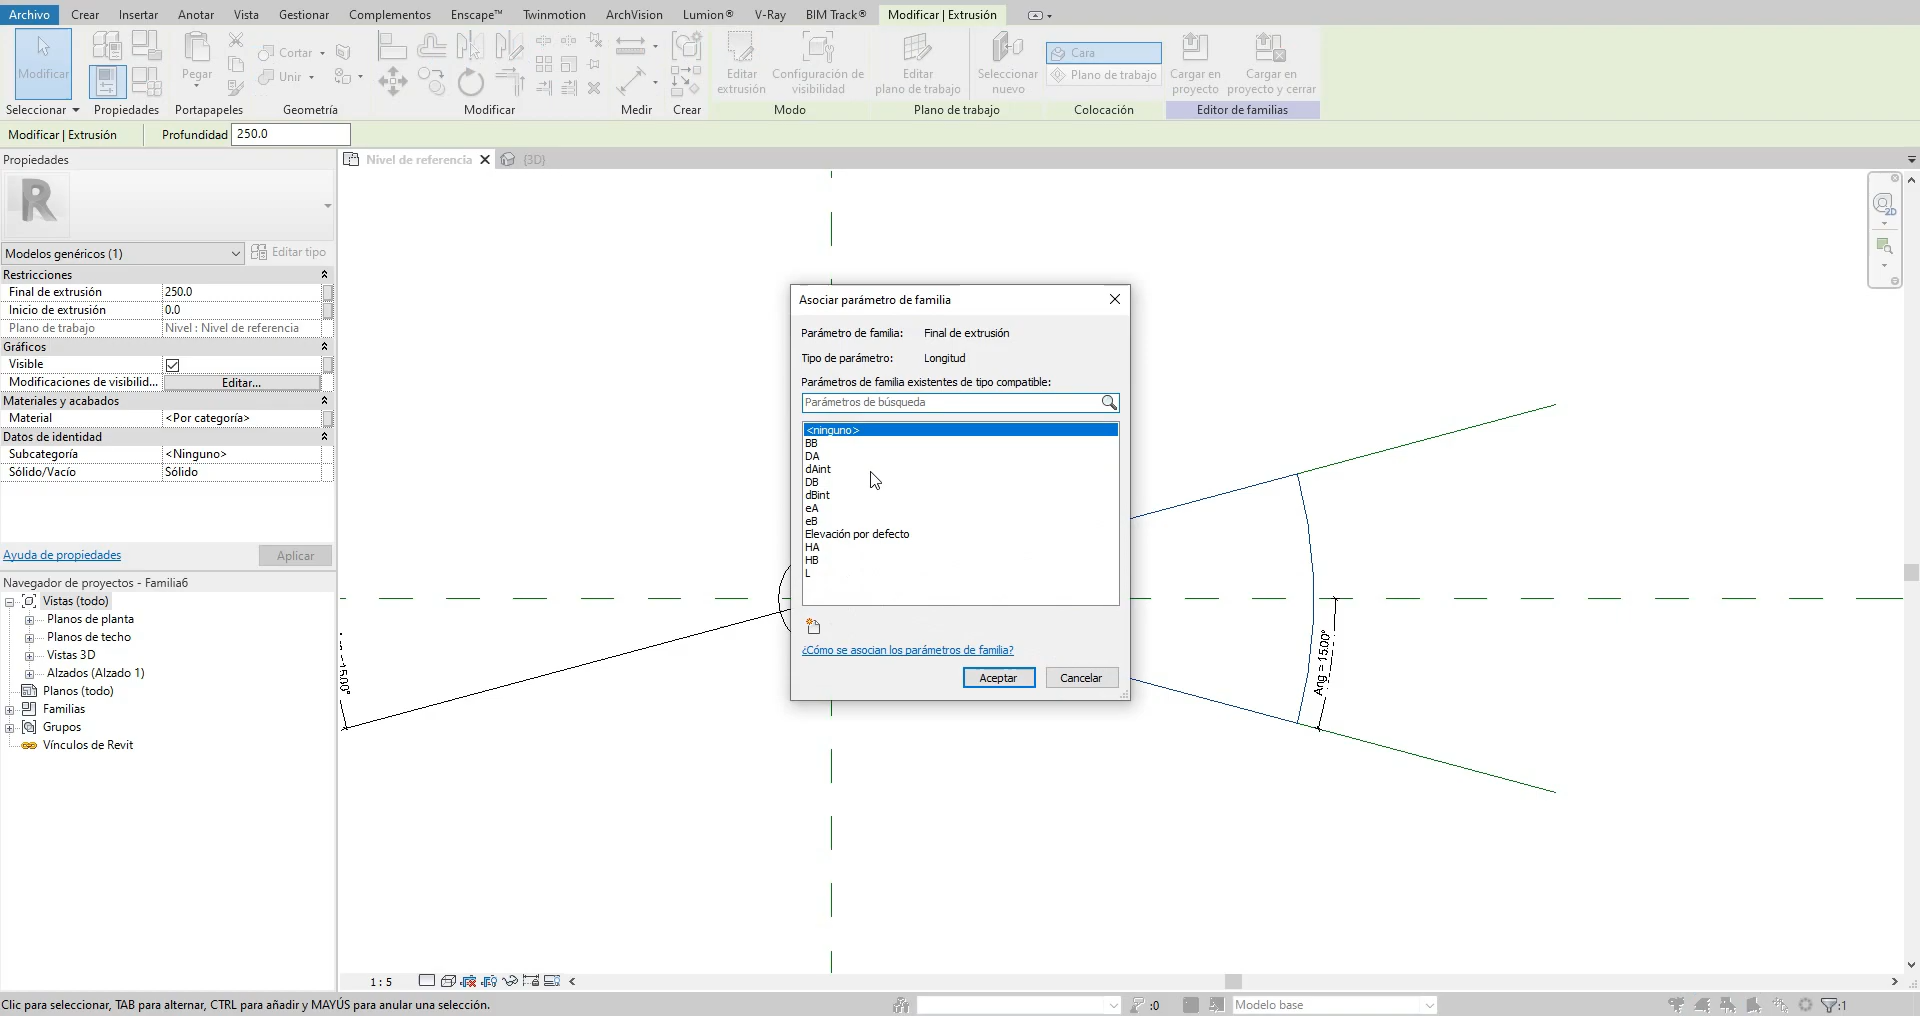 Archivo Crear Insertar Anotar Vista Gestionar Complementos Enscape™ Twinmotion ArchVision Lumion® V-Ray BIM Track® Modificar | Extrusión
Modificar Pegar Cortar Unir Editar extrusión Configuración de visibilidad Editar plano de trabajo Seleccionar nuevo Cara Plano de trabajo Cargar en proyecto Cargar en proyecto y cerrar
Seleccionar Propiedades Portapapeles Geometría Modificar Medir Crear Modo Plano de trabajo Colocación Editor de familias
Modificar | Extrusión Profundidad 250.0
Propiedades
Nivel de referencia {3D}
R
2D
Modelos genéricos (1) Editar tipo
Restricciones
Final de extrusión 250.0
Inicio de extrusión 0.0
Plano de trabajo Nivel : Nivel de referencia
Gráficos
Visible
Modificaciones de visibilid... Editar...
Materiales y acabados
Material <Por categoría>
Datos de identidad
Subcategoría <Ninguno>
Sólido/Vacío Sólido
Ayuda de propiedades Aplicar
Navegador de proyectos - Familia6
Vistas (todo)
Planos de planta
Planos de techo
Vistas 3D
Alzados (Alzado 1)
Planos (todo)
Familias
Grupos
Vínculos de Revit
Asociar parámetro de familia
Parámetro de familia: Final de extrusión
Tipo de parámetro: Longitud
Parámetros de familia existentes de tipo compatible:
Parámetros de búsqueda
<ninguno>
BB
DA
dAint
DB
dBint
eA
eB
Elevación por defecto
HA
HB
L
¿Cómo se asocian los parámetros de familia?
Aceptar Cancelar
Ang = 15.00°
15.00°
1 : 5
Clic para seleccionar, TAB para alternar, CTRL para añadir y MAYÚS para anular una selección.
:0 Modelo base :1